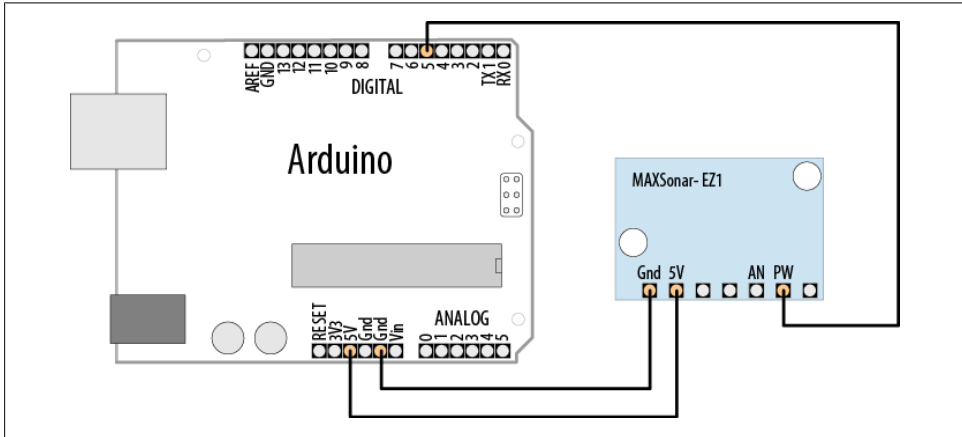 AREF GND 13 12 11 10 9 8 7 6 5 4 3 2 TX 1 RX 0
DIGITAL
Arduino
MAXSonar- EZ1
Gnd 5V AN PW
ANALOG
RESET 3V3 5V Gnd Gnd Vin 0 1 2 3 4 5